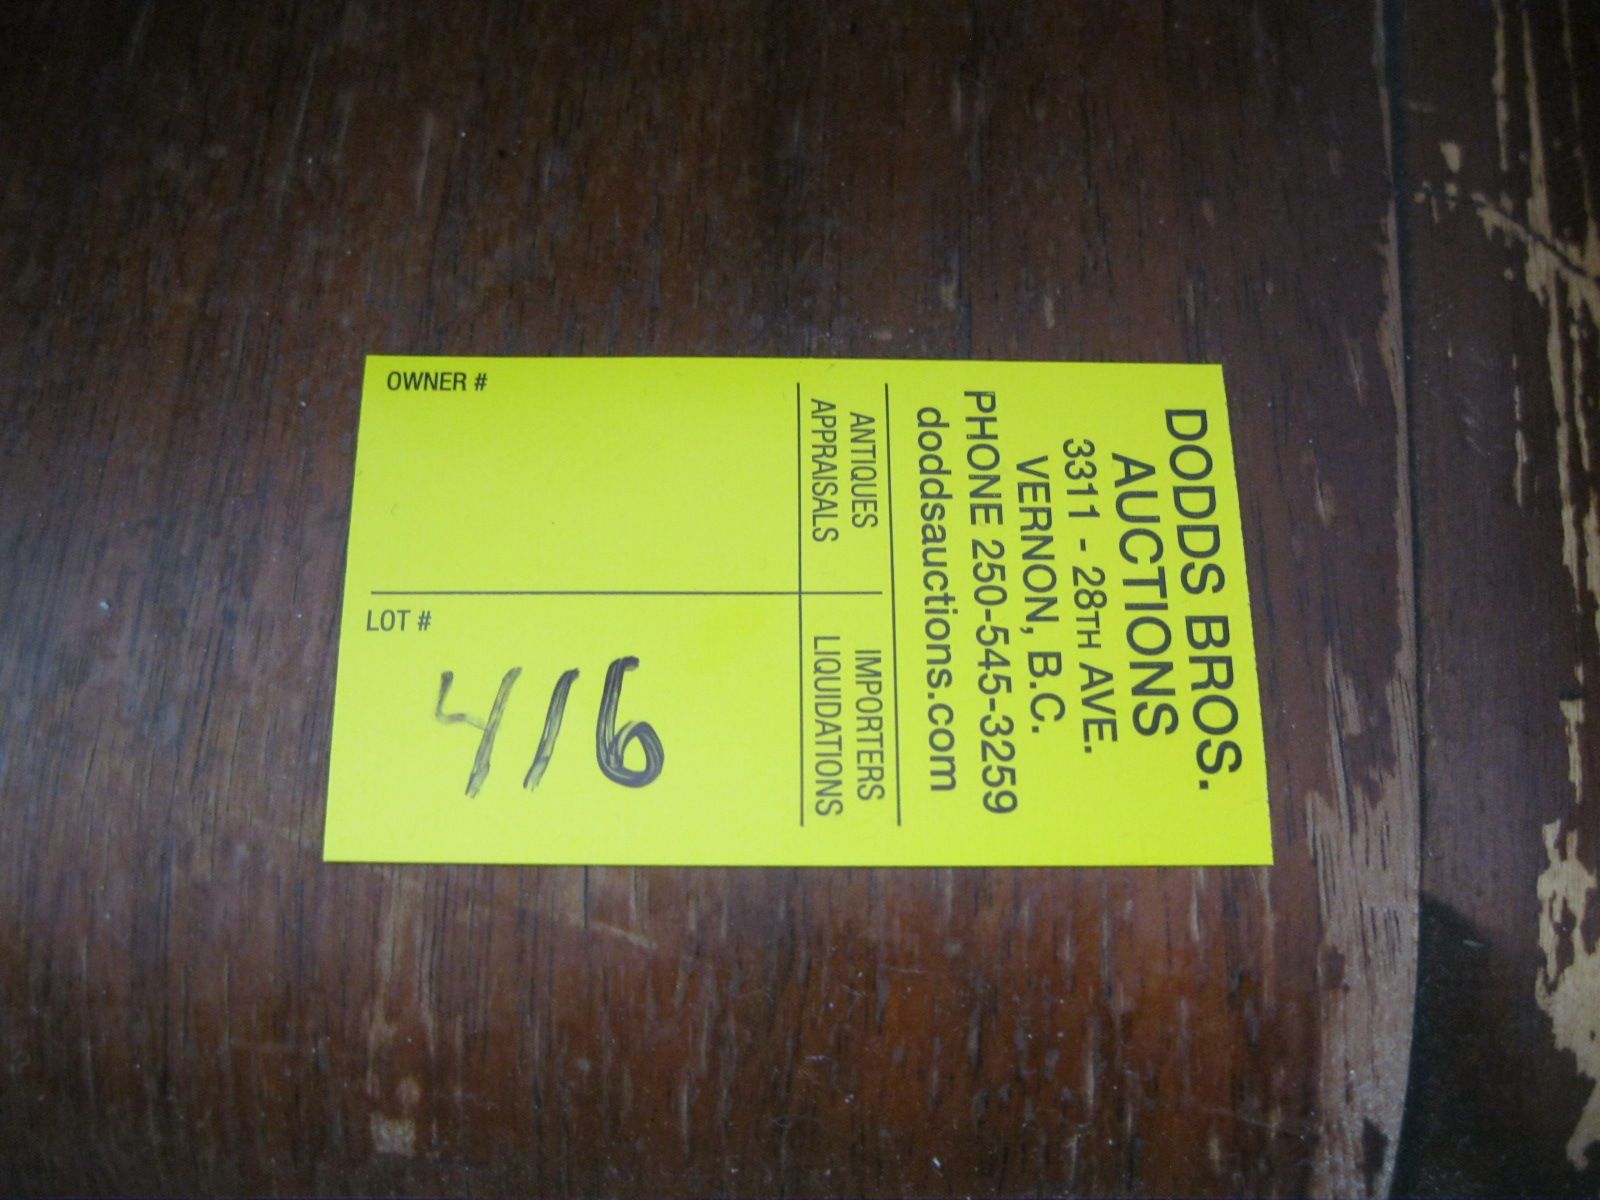 DODDS BROS.
AUCTIONS
3311 - 28TH AVE.
VERNON, B.C.
PHONE 250-545-3259
doddsauctions.com
ANTIQUES
APPRAISALS
IMPORTERS
LIQUIDATIONS
OWNER #
LOT #
416